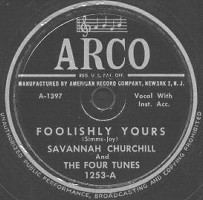 ARCO
REG. U.S. PAT. OFF.
MANUFACTURED BY AMERICAN RECORD COMPANY, NEWARK 3, N. J.
A-1397
Vocal With
Inst. Acc.
FOOLISHLY YOURS
(Simms-Joy)
SAVANNAH CHURCHILL
And
THE FOUR TUNES
1253-A
UNAUTHORIZED PUBLIC PERFORMANCE, BROADCASTING AND COPYING PROHIBITED